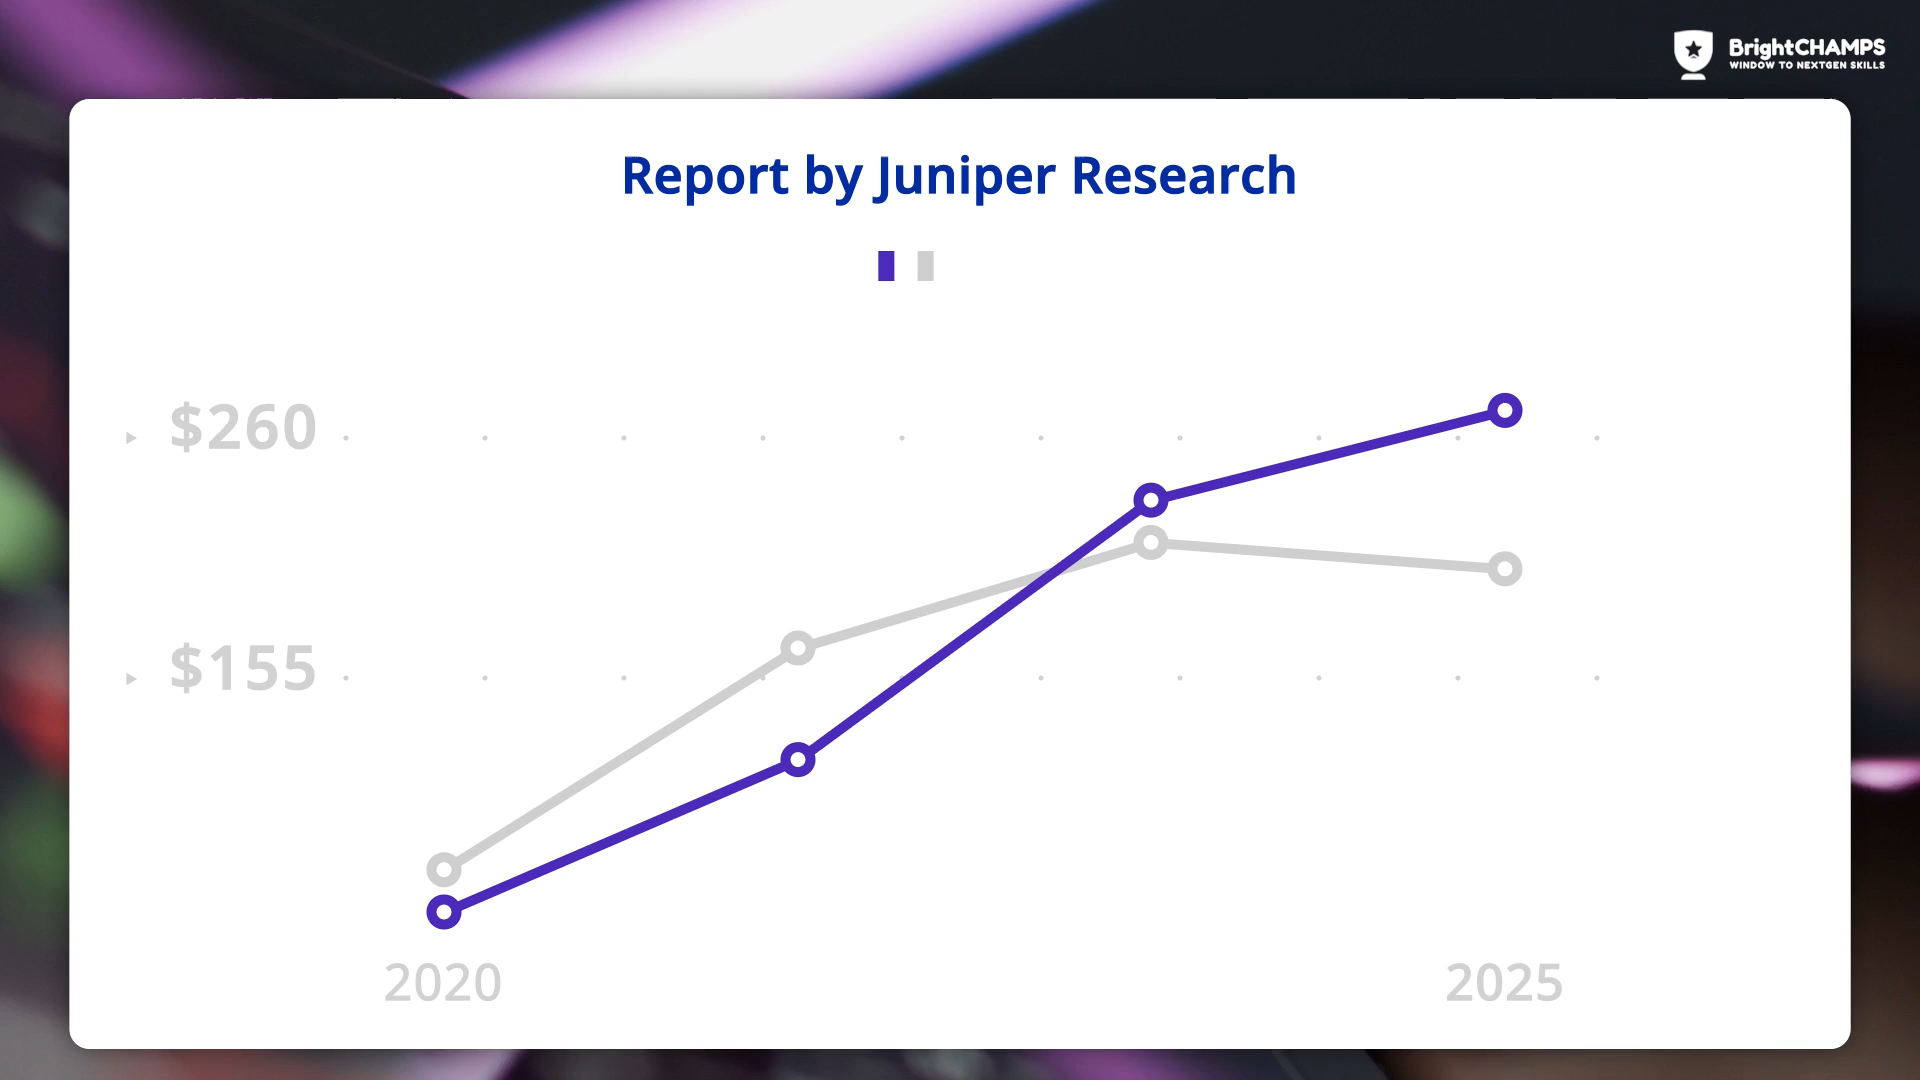 BrightCHAMPS
WINDOW TO NEXTGEN SKILLS
Report by Juniper Research
$260
$155
2020
2025